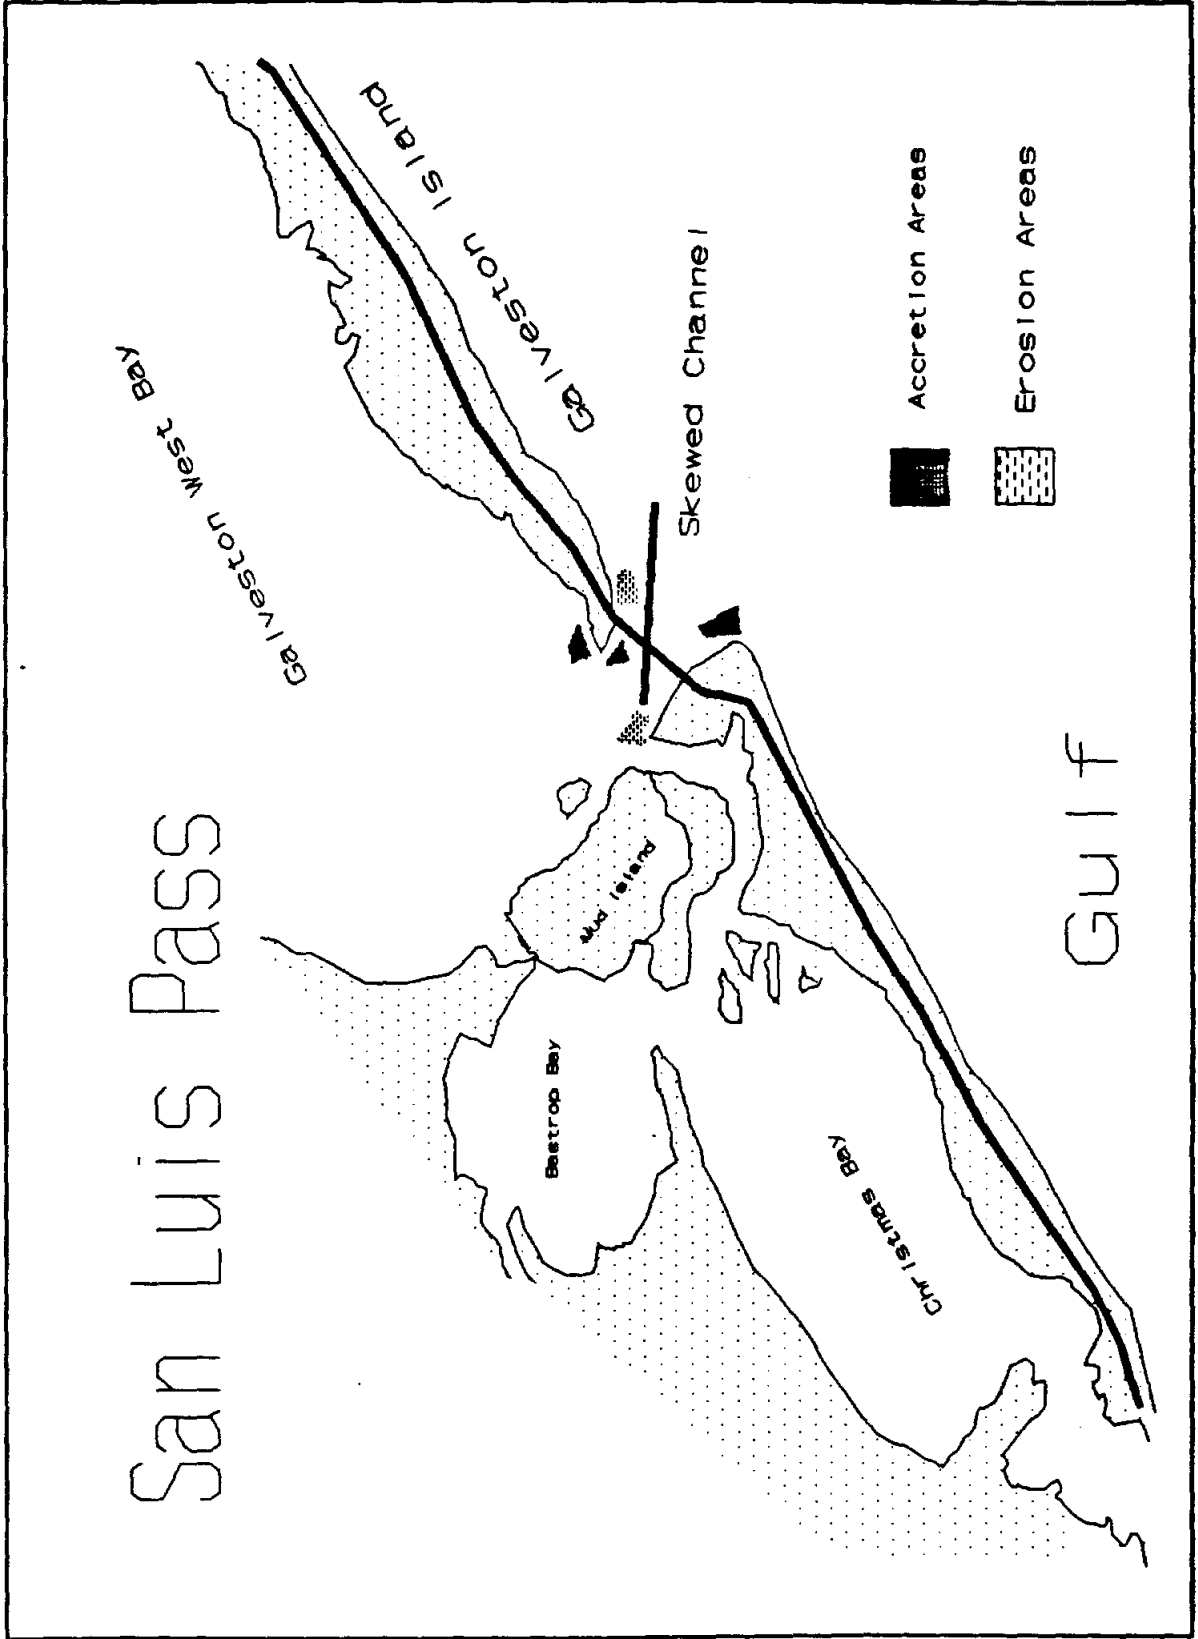 San Luis Pass
Galveston West Bay
Galveston Island
Bastrop Bay
Mud Island
Skewed Channel
Christmas Bay
Accretion Areas
Gulf
Erosion Areas